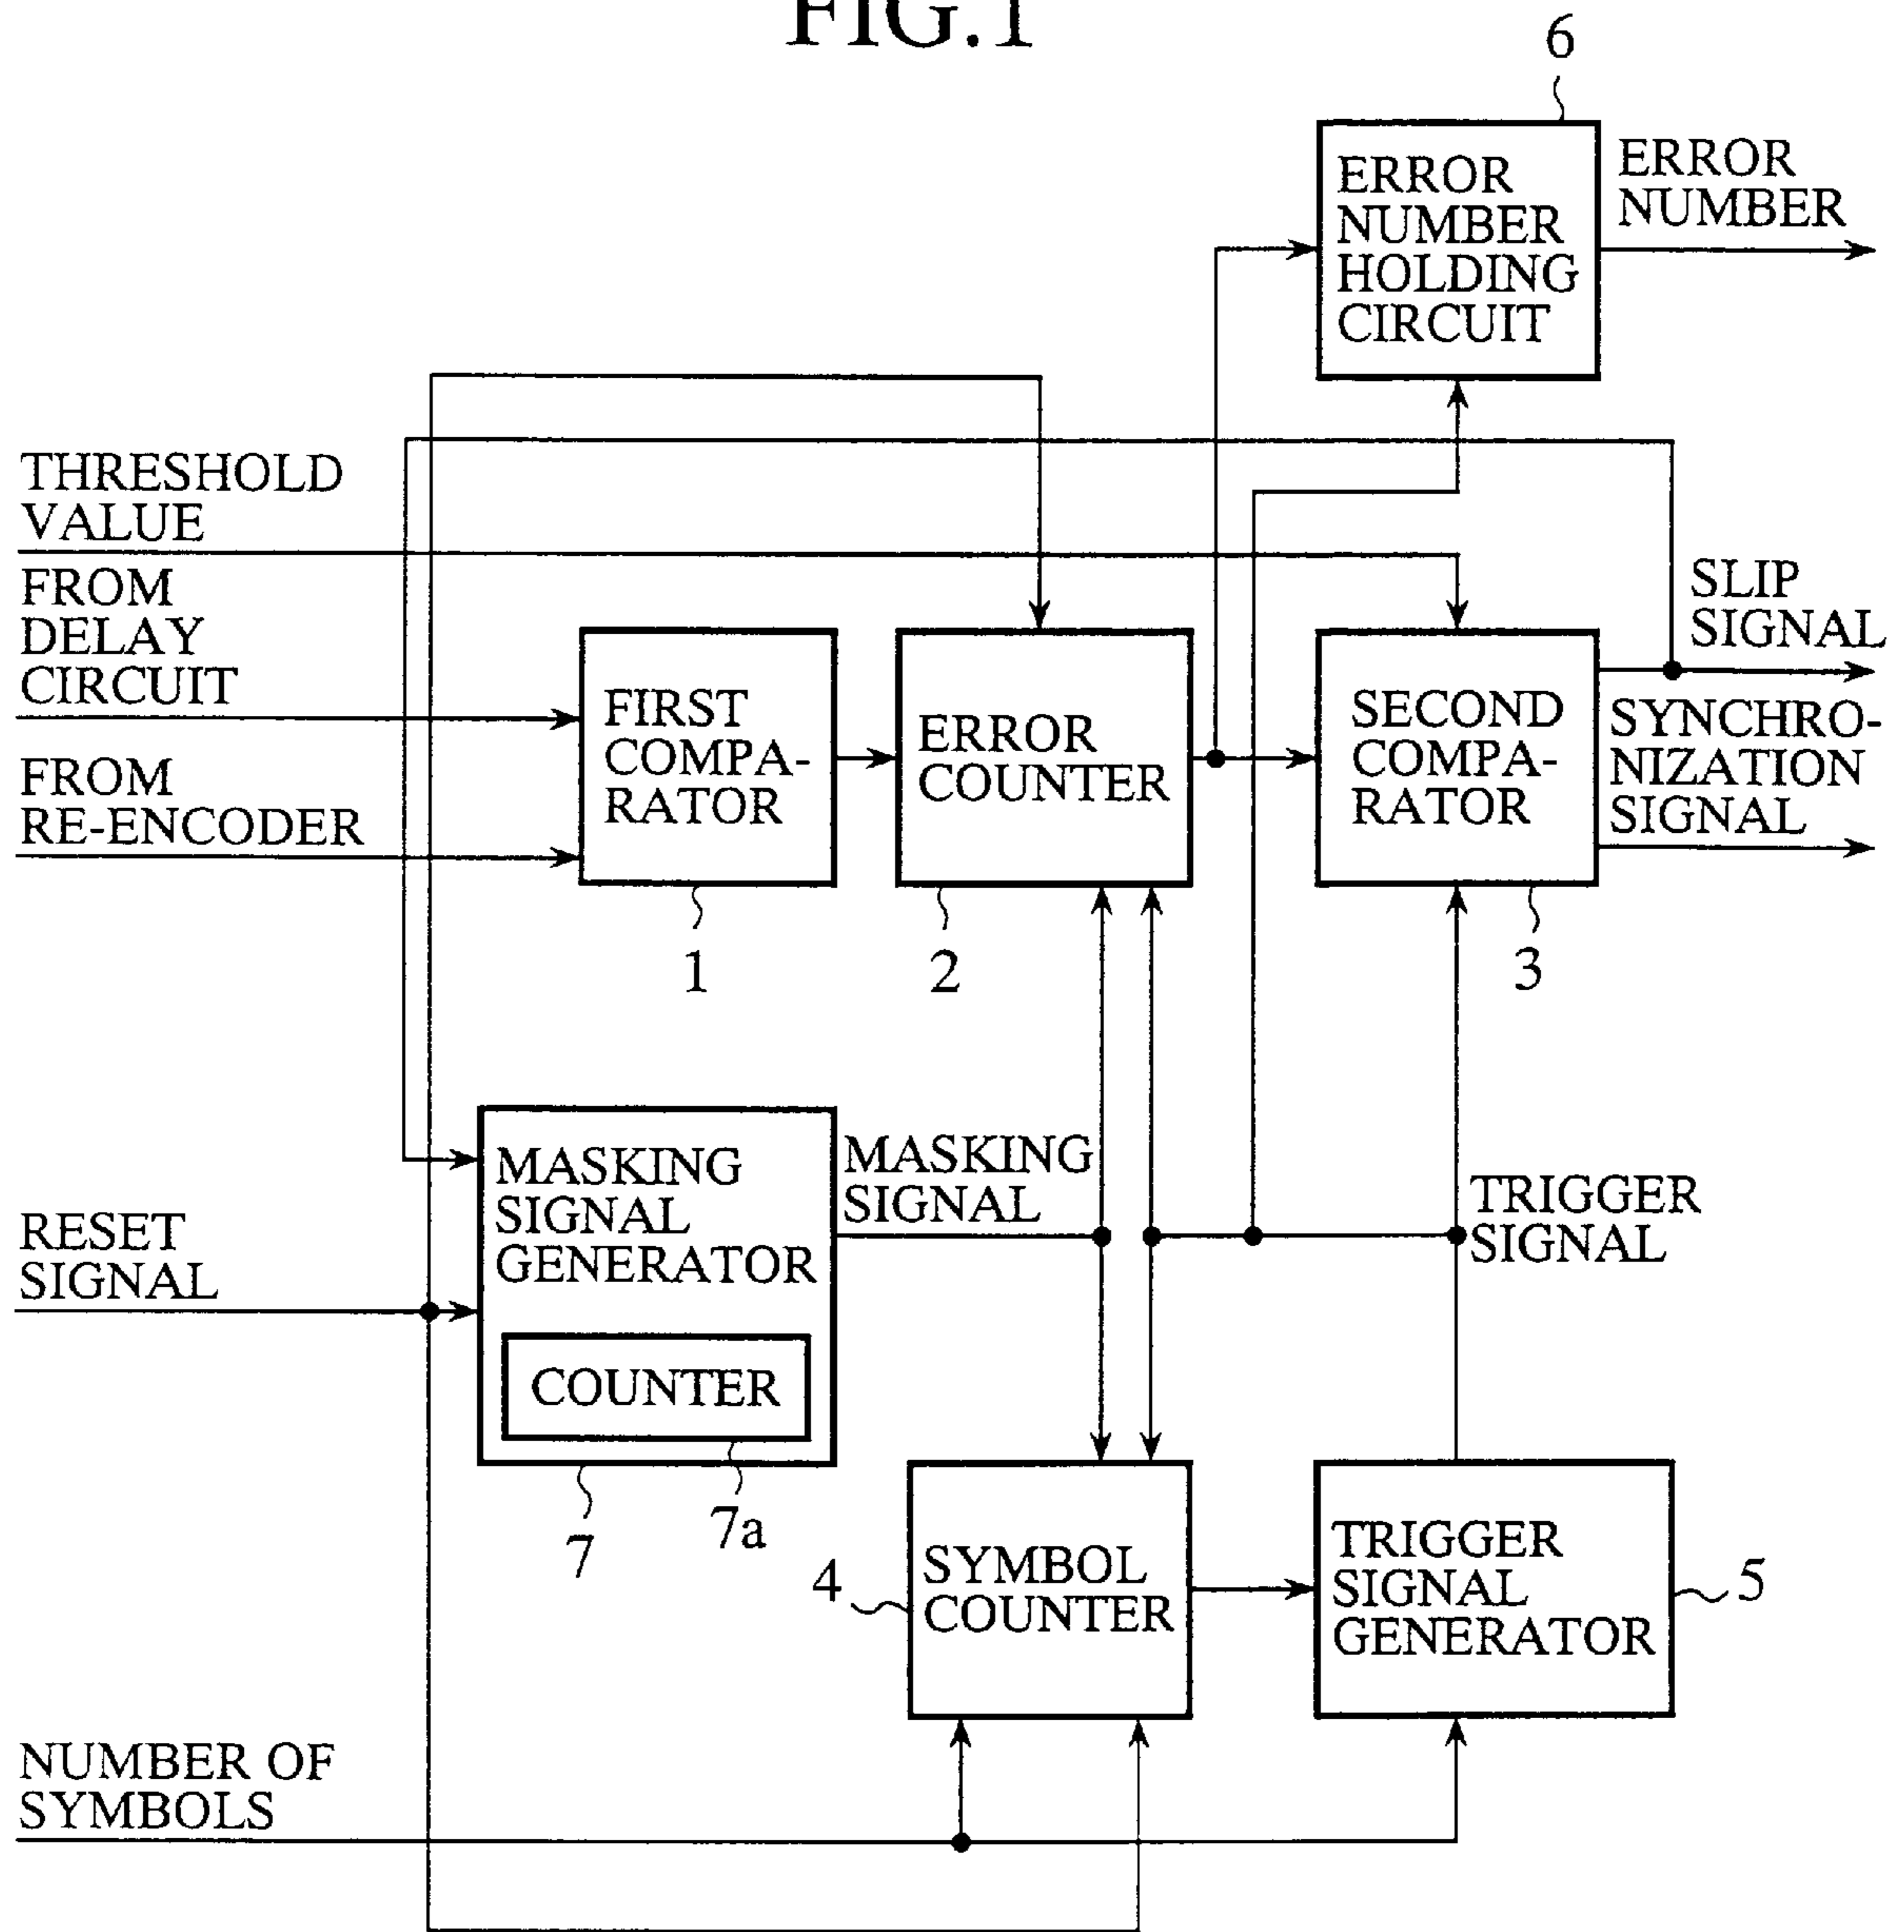 FIG.1
6
ERROR
NUMBER
HOLDING
CIRCUIT
ERROR
NUMBER
THRESHOLD
VALUE
FROM
DELAY
CIRCUIT
FROM
RE-ENCODER
FIRST
COMPA-
RATOR
1
ERROR
COUNTER
2
SECOND
COMPA-
RATOR
3
SLIP
SIGNAL
SYNCHRO-
NIZATION
SIGNAL
RESET
SIGNAL
MASKING
SIGNAL
GENERATOR
COUNTER
7
7a
MASKING
SIGNAL
TRIGGER
SIGNAL
4
SYMBOL
COUNTER
TRIGGER
SIGNAL
GENERATOR
5
NUMBER OF
SYMBOLS